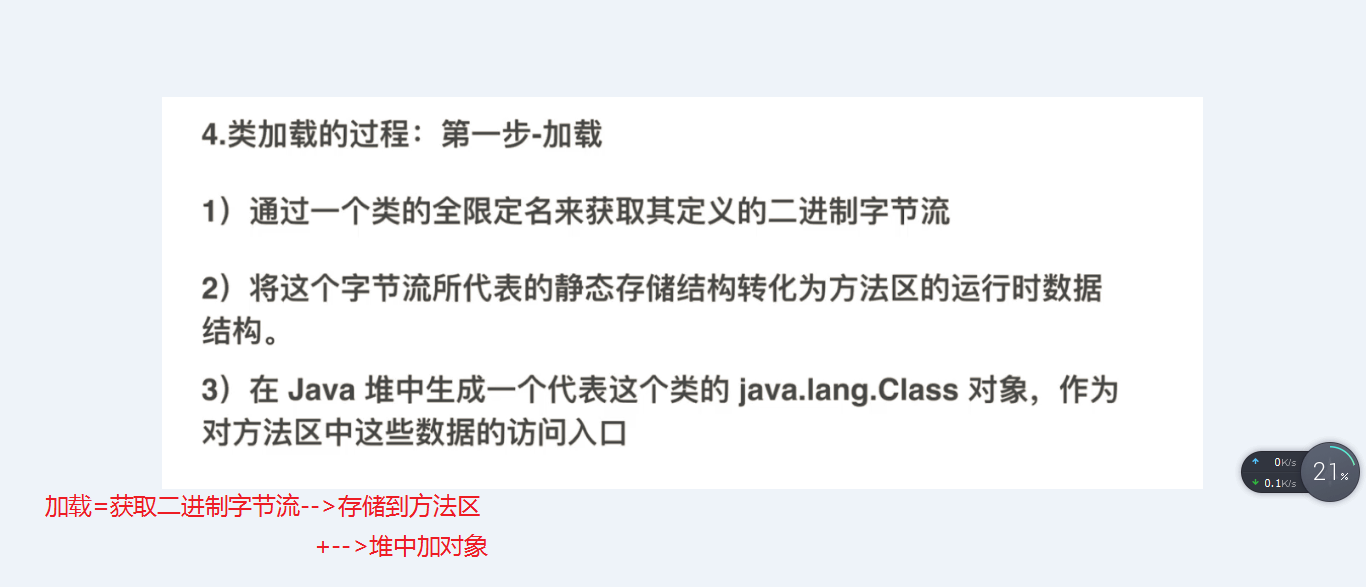 4.类加载的过程：第一步-加载
1）通过一个类的全限定名来获取其定义的二进制字节流
2）将这个字节流所代表的静态存储结构转化为方法区的运行时数据
结构。
3）在 Java 堆中生成一个代表这个类的 java.lang.Class 对象，作为
对方法区中这些数据的访问入口
0K/s
21%
0.1K/s
加载=获取二进制字节流-->存储到方法区
+-->堆中加对象